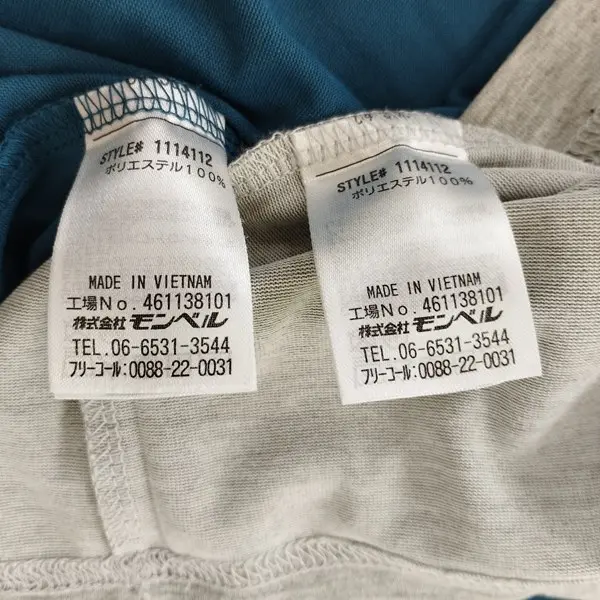 STYLE# 1114112
ポリエステル100%
MADE IN VIETNAM
工場No. 461138101
株式会社 モンベル
TEL.06-6531-3544
フリーコール:0088-22-0031
STYLE# 1114112
ポリエステル100%
MADE IN VIETNAM
工場No. 461138101
株式会社 モンベル
TEL.06-6531-3544
フリーコール:0088-22-0031